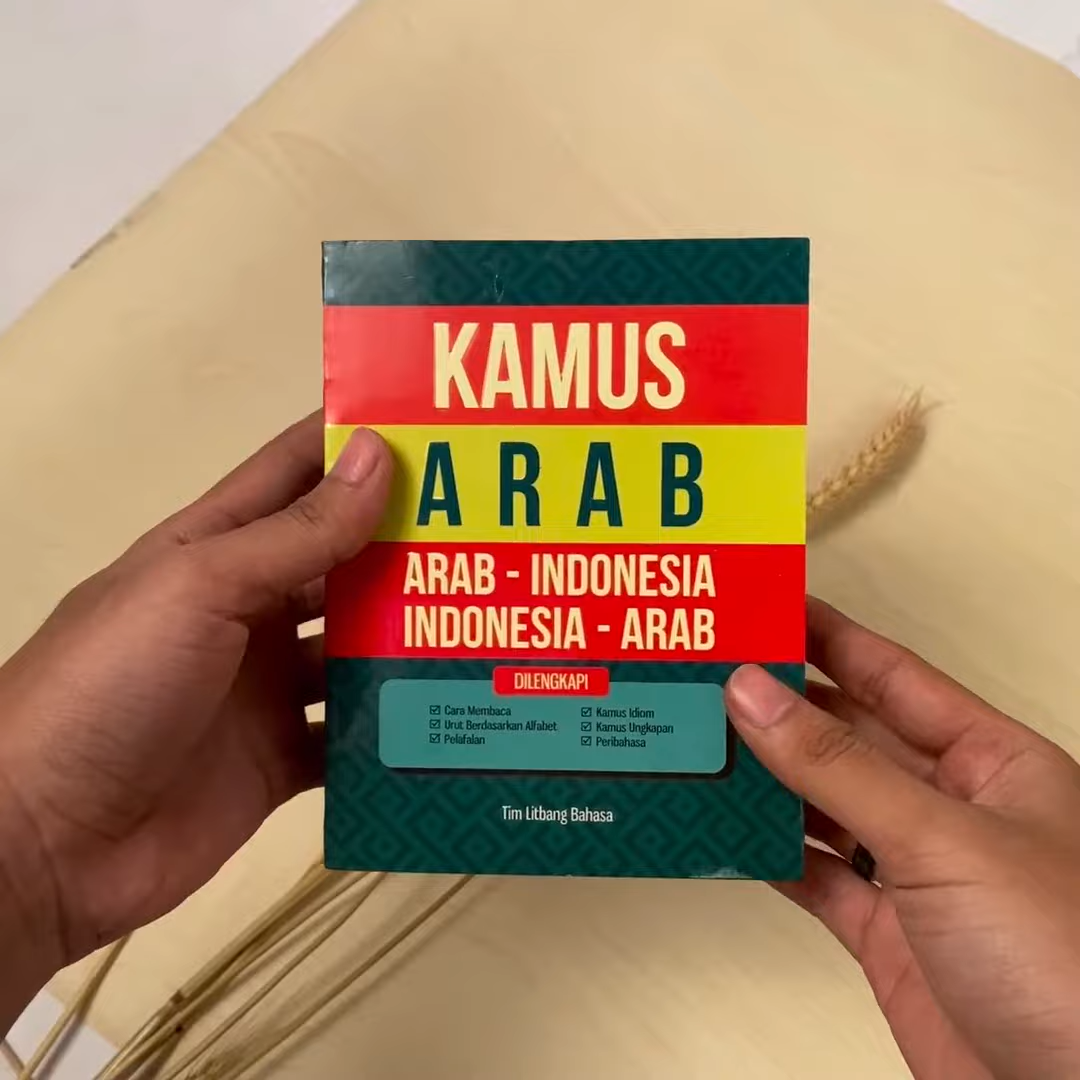 KAMUS
ARAB
ARAB - INDONESIA
INDONESIA - ARAB
DILENGKAPI
☑ Cara Membaca
☑ Urut Berdasarkan Alfabet
☑ Pelafalan
☑ Kamus Idiom
☑ Kamus Ungkapan
☑ Peribahasa
Tim Litbang Bahasa